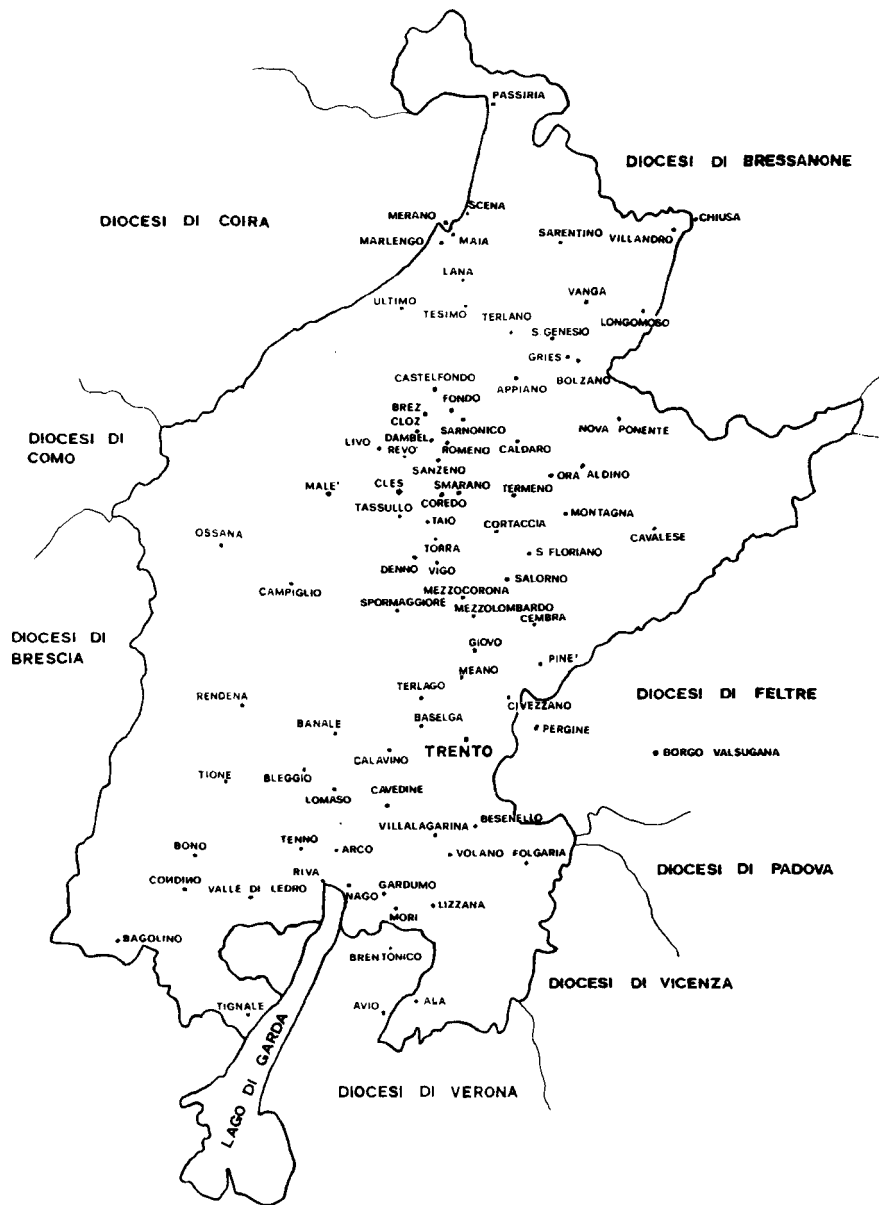 PASSIRIA
DIOCESI DI BRESSANONE
DIOCESI DI COIRA
SCENA
MERANO
CHIUSA
MARLENGO
MAIA
SARENTINO
VILLANDRO
LANA
ULTIMO
TESIMO
VANGA
TERLANO
LONGOMOSO
S. GENESIO
GRIES
BOLZANO
CASTELFONDO
APPIANO
FONDO
BREZ
CLOZ
SARNONICO
NOVA PONENTE
DIOCESI DI
COMO
LIVO
DAMBEL
REVO'
ROMENO
CALDARO
SANZENO
ORA
ALDINO
MALE'
CLES
SMARANO
COREDO
TERMENO
TASSULLO
TAIO
CORTACCIA
MONTAGNA
CAVALESE
OSSANA
TORRA
S FLORIANO
DENNO
VIGO
SALORNO
CAMPIGLIO
MEZZOCORONA
SPORMAGGIORE
MEZZOLOMBARDO
CEMBRA
DIOCESI DI
BRESCIA
GIOVO
PINE'
MEANO
RENDENA
TERLAGO
CIVEZZANO
DIOCESI DI FELTRE
BANALE
BASELGA
PERGINE
TRENTO
BORGO VALSUGANA
CALAVINO
TIONE
BLEGGIO
LOMASO
CAVEDINE
VILLALAGARINA
BESENELLO
BONO
TENNO
ARCO
VOLANO
FOLGARIA
DIOCESI DI PADOVA
CONDINO
VALLE DI LEDRO
RIVA
NAGO
GARDUMO
MORI
LIZZANA
BAGOLINO
BRENTONICO
DIOCESI DI VICENZA
TIGNALE
AVIO
ALA
LAGO DI GARDA
DIOCESI DI VERONA